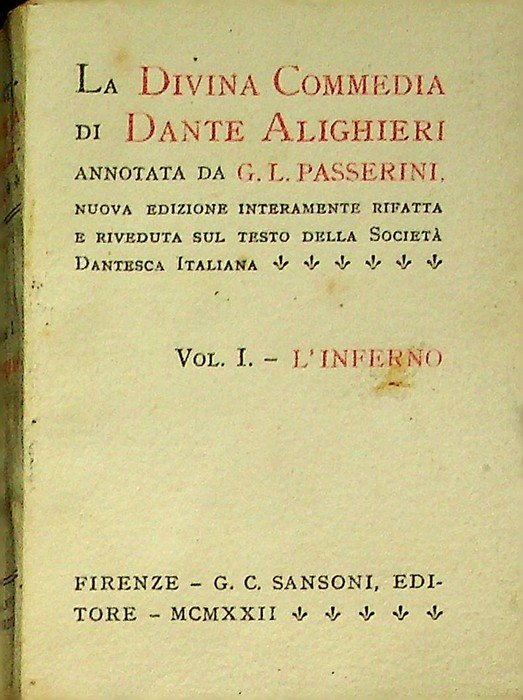 La Divina Commedia
di Dante Alighieri
annotata da G. L. Passerini,
nuova edizione interamente rifatta
e riveduta sul testo della Società
Dantesca Italiana
Vol. I. – L'Inferno
FIRENZE – G. C. SANSONI, EDI-
TORE – MCMXXII